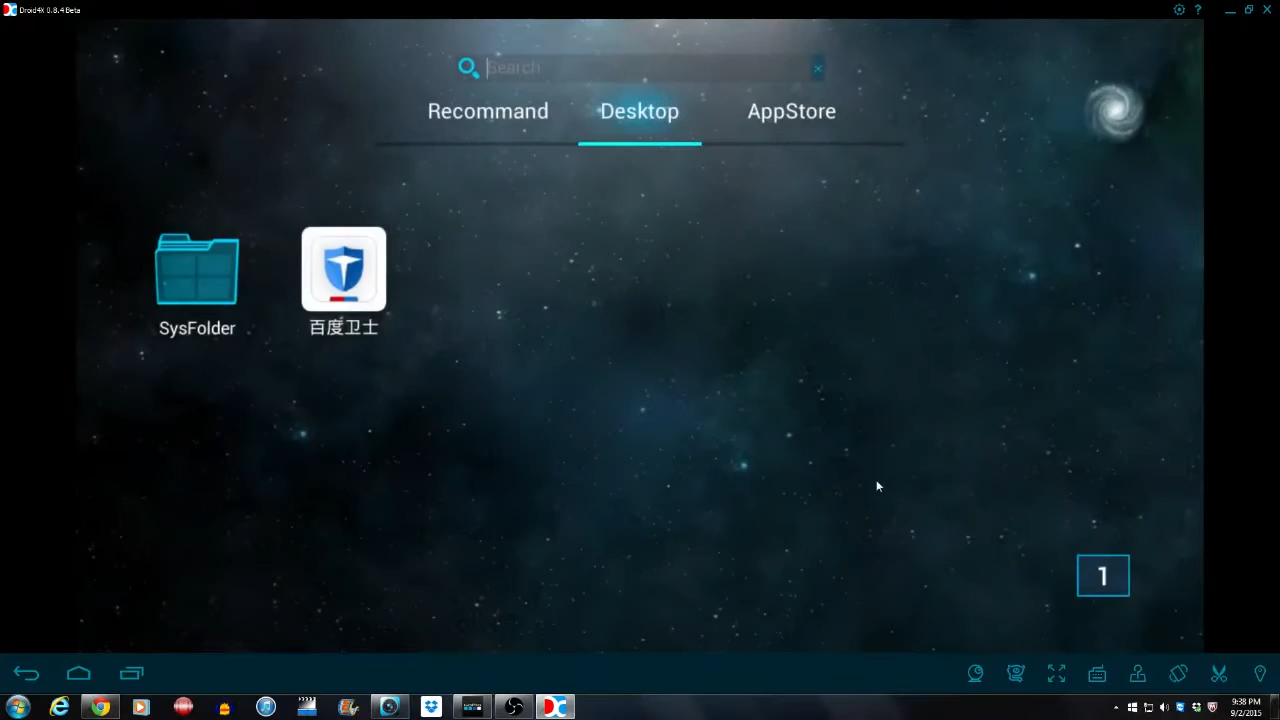 Droid4X 0.8.4 Beta
Search
Recommand
Desktop
AppStore
SysFolder
百度卫士
1
9:38 PM
9/2/2015